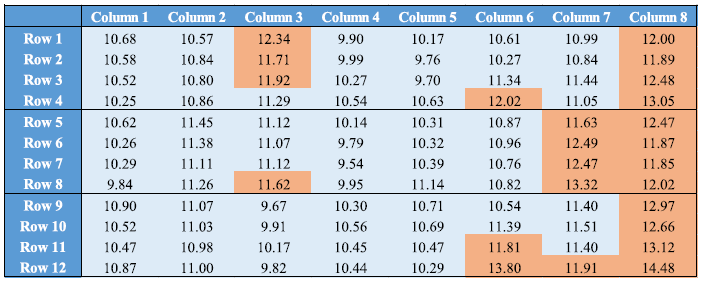 Column 1 Column 2 Column 3 Column 4 Column 5 Column 6 Column 7 Column 8
Row 1 10.68 10.57 12.34 9.90 10.17 10.61 10.99 12.00
Row 2 10.58 10.84 11.71 9.99 9.76 10.27 10.84 11.89
Row 3 10.52 10.80 11.92 10.27 9.70 11.34 11.44 12.48
Row 4 10.25 10.86 11.29 10.54 10.63 12.02 11.05 13.05
Row 5 10.62 11.45 11.12 10.14 10.31 10.87 11.63 12.47
Row 6 10.26 11.38 11.07 9.79 10.32 10.96 12.49 11.87
Row 7 10.29 11.11 11.12 9.54 10.39 10.76 12.47 11.85
Row 8 9.84 11.26 11.62 9.95 11.14 10.82 13.32 12.02
Row 9 10.90 11.07 9.67 10.30 10.71 10.54 11.40 12.97
Row 10 10.52 11.03 9.91 10.56 10.69 11.39 11.51 12.66
Row 11 10.47 10.98 10.17 10.45 10.47 11.81 11.40 13.12
Row 12 10.87 11.00 9.82 10.44 10.29 13.80 11.91 14.48